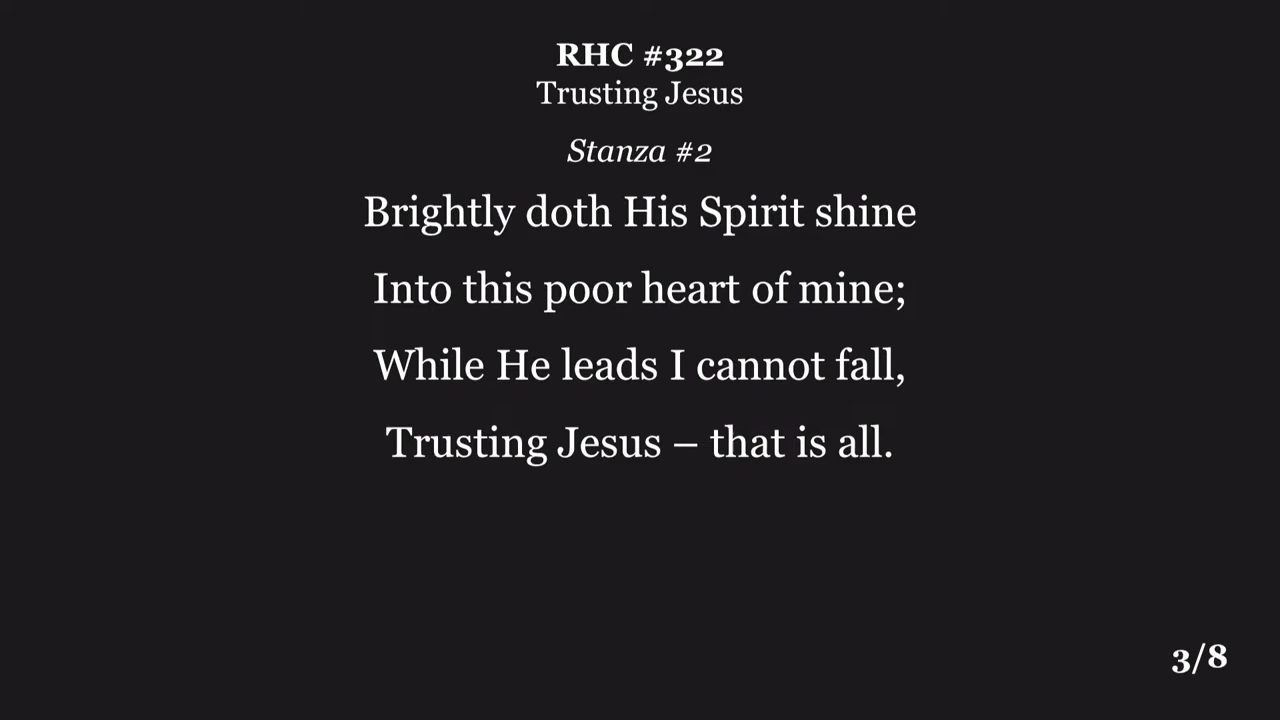 RHC #322
Trusting Jesus
Stanza #2
Brightly doth His Spirit shine
Into this poor heart of mine;
While He leads I cannot fall,
Trusting Jesus – that is all.
3/8